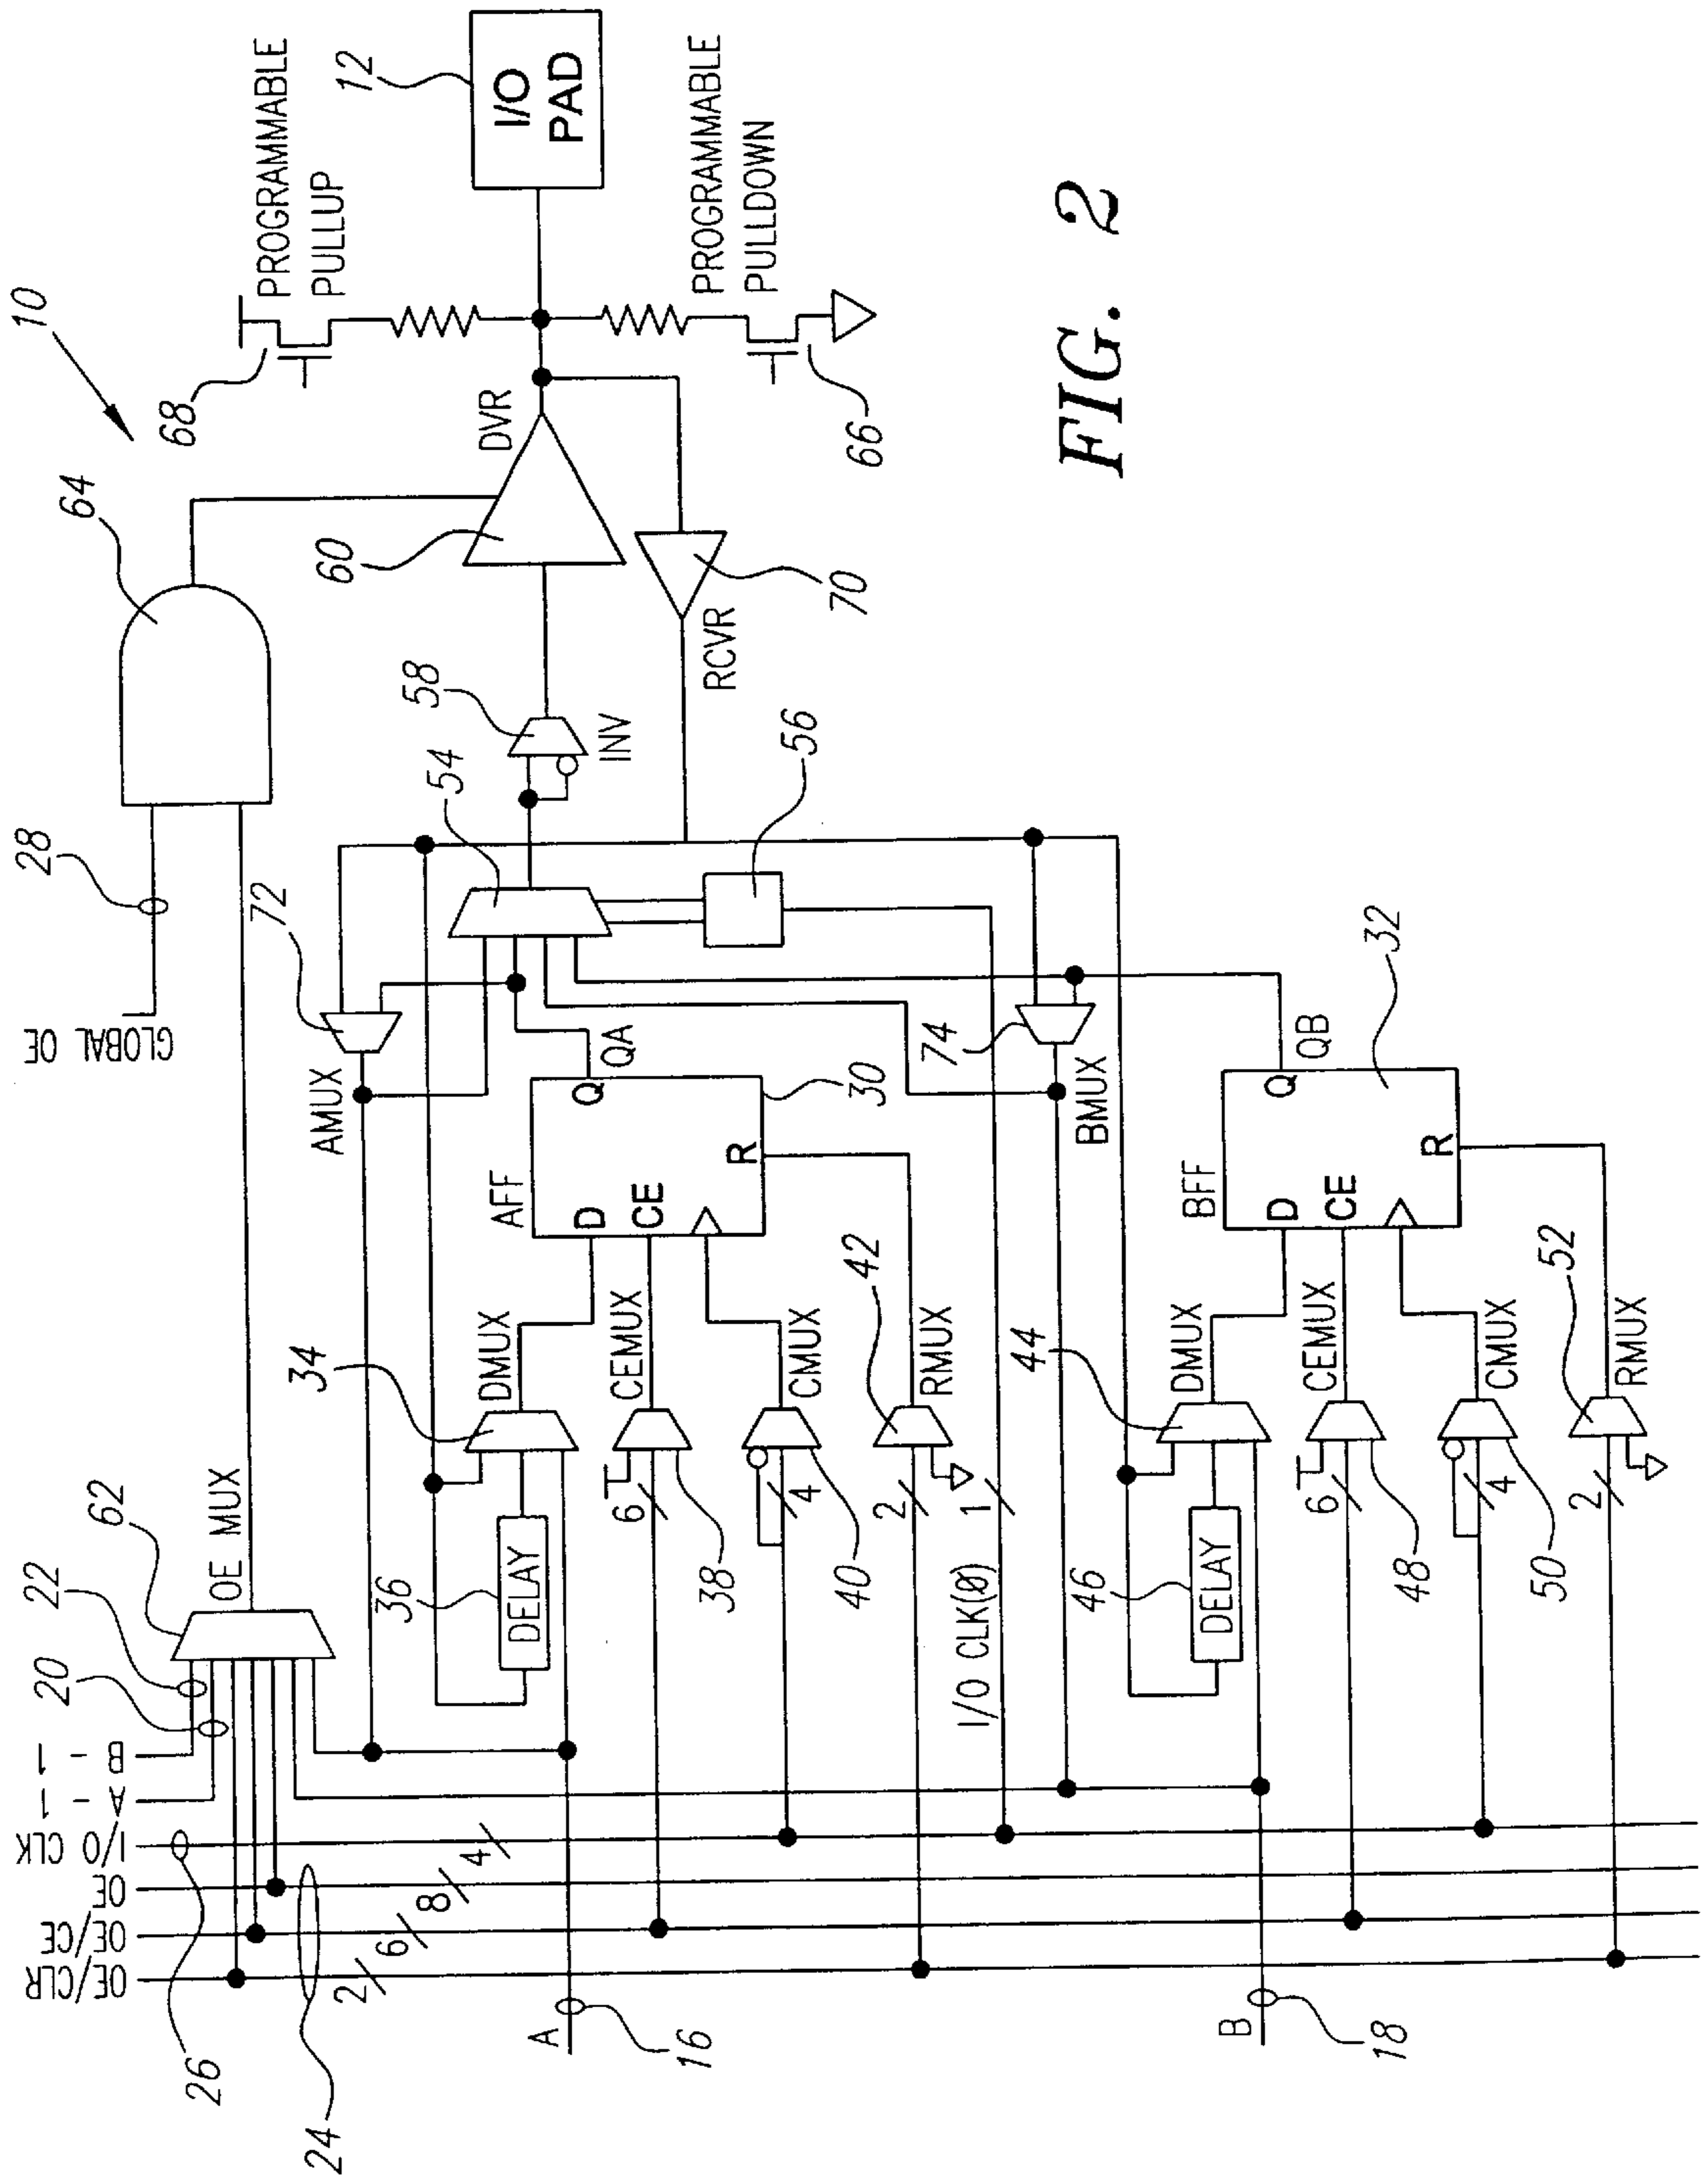 10
28
GLOBAL OE
64
68
PROGRAMMABLE
PULLUP
12
I/O
PAD
PROGRAMMABLE
PULLDOWN
66
DVR
60
70
RCVR
58
INV
54
56
72
AMUX
62
OE MUX
22
20
B - 1
A - 1
I/O CLK
OE
OE/CE
OE/CLR
26
24
2
6
8
4
A
16
34
DMUX
36
DELAY
CEMUX
6
38
CMUX
4
40
42
RMUX
2
AFF
D
CE
Q
QA
R
30
1
I/O CLK(0)
74
BMUX
B
18
44
DMUX
46
DELAY
CEMUX
6
48
CMUX
4
50
52
RMUX
2
BFF
D
CE
Q
QB
R
32
FIG. 2